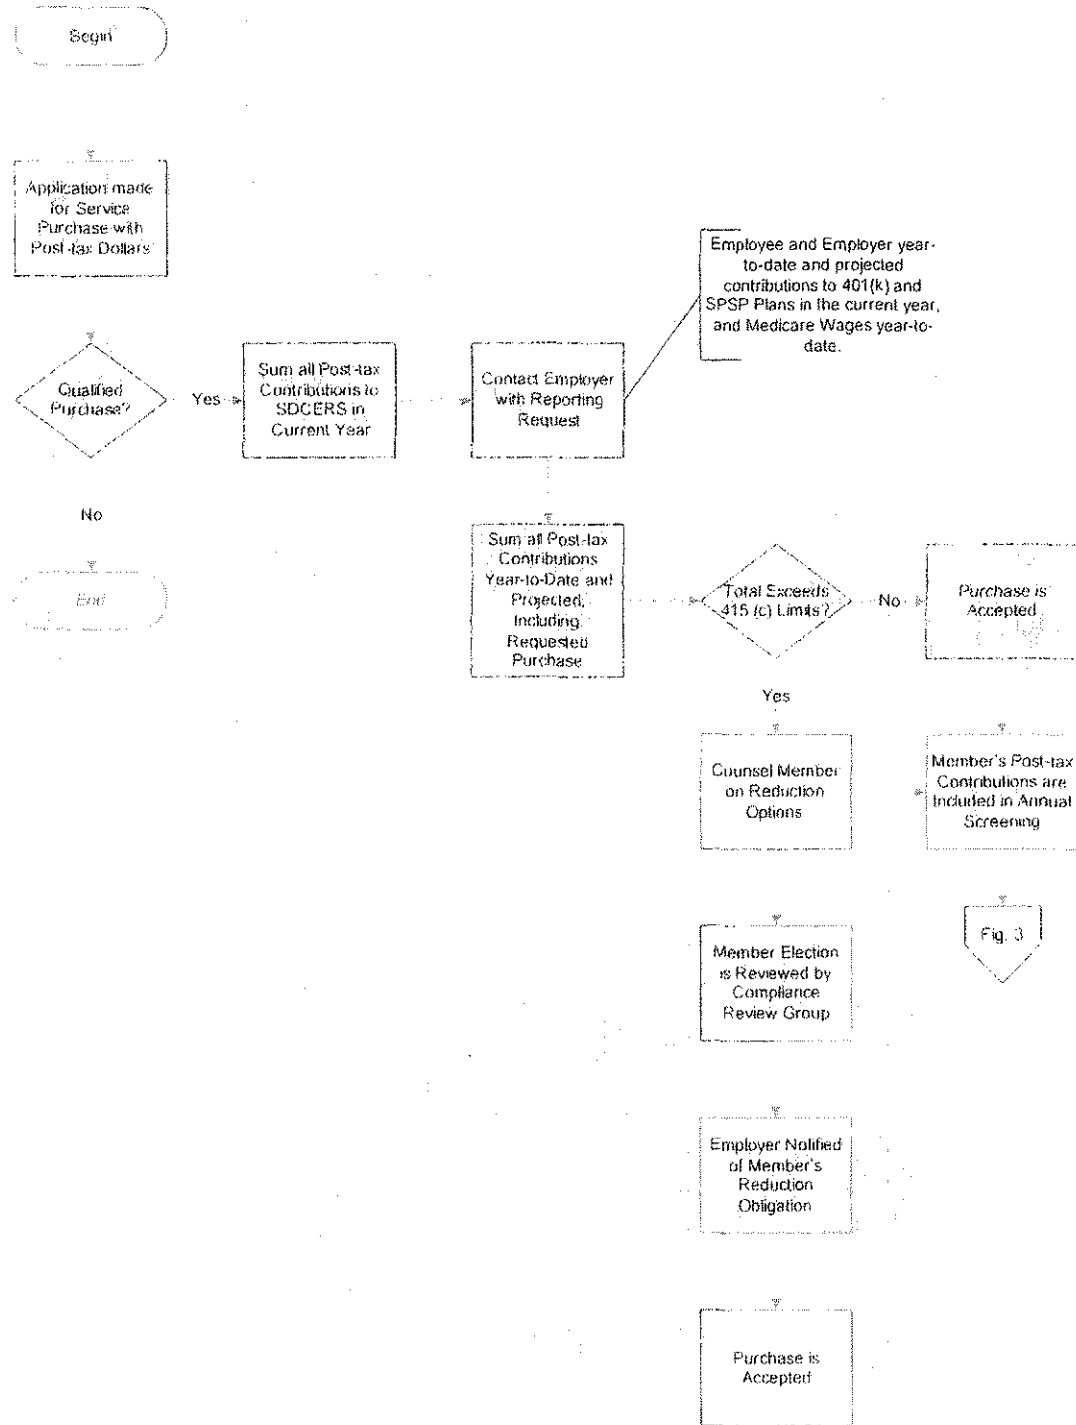 Begin
Application made
for Service
Purchase with
Post-tax Dollars
Qualified
Purchase?
Yes
No
End
Sum all Post-tax
Contributions to
SDCERS in
Current Year
Contact Employer
with Reporting
Request
Employee and Employer year-
to-date and projected
contributions to 401(k) and
SPSP Plans in the current year,
and Medicare Wages year-to-
date.
Sum all Post-tax
Contributions
Year-to-Date and
Projected,
Including
Requested
Purchase
Total Exceeds
415 (c) Limits?
No
Purchase is
Accepted
Yes
Counsel Member
on Reduction
Options
Member's Post-tax
Contributions are
Included in Annual
Screening
Fig. 3
Member Election
is Reviewed by
Compliance
Review Group
Employer Notified
of Member's
Reduction
Obligation
Purchase is
Accepted